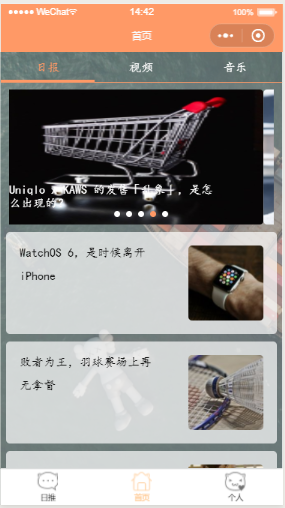 WeChat
14:42
100%
首页
日报
视频
音乐
Uniqlo x KAWS 的发售「乱象」，是怎
么出现的？
WatchOS 6，是时候离开
iPhone
败者为王，羽球赛场上再
无拿督
日推
首页
个人